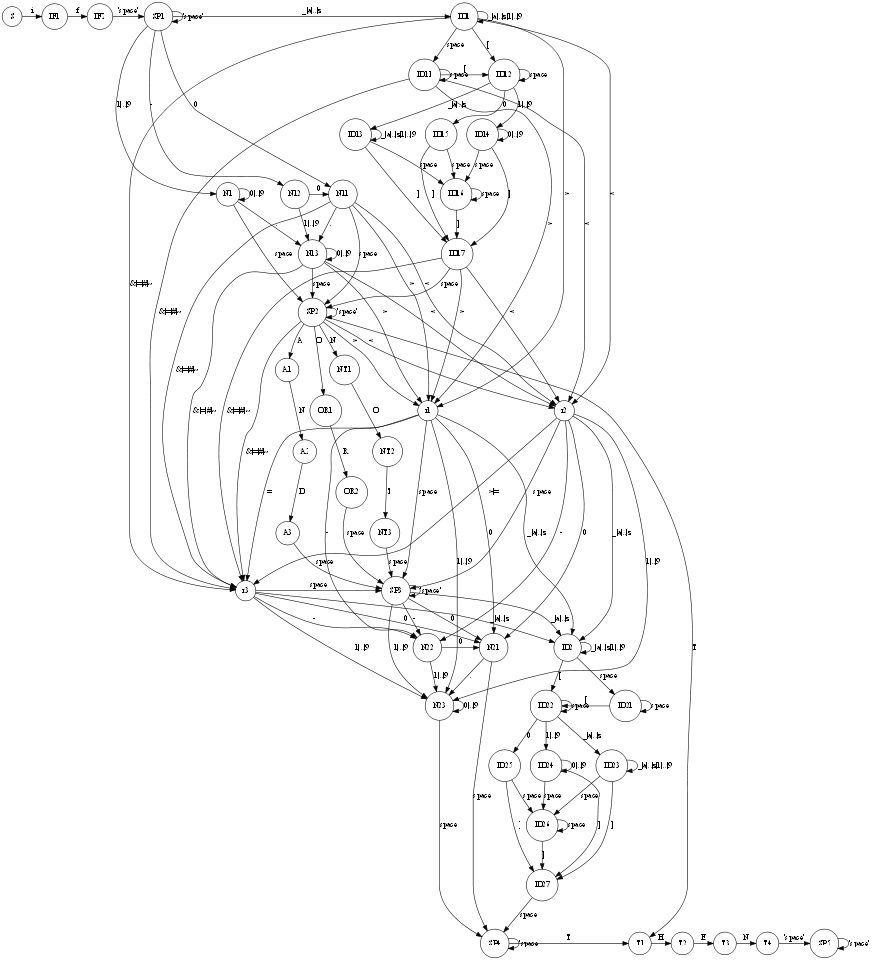 S i IF1 f IF2 'space' SP1 'space' _|a|..|s ID1 _|a|..|s|1|..|9
space [
ID11 space [ ID12 space
1|..|9 - 0 _|a|..|s 0 1|..|9
ID13 _|a|..|s|1|..|9 ID15 ID14 0|..|9
space space space > <
N1 0|..|9 N12 0 N11 ] ] ID16 space ]
1|..|9 - ]
space N13 0|..|9 space ID17
space space
> < > <
SP2 'space'
A O N > <
A1 NT1
N OR1 O r1 r2
A2 R NT2
D OR2 T
= - space 0 space - 0
A3 NT3 _|a|..|s _|a|..|s
space space space 1|..|9 1|..|9
r3 space SP3 'space'
- 0 - 0 _|a|..|s _|a|..|s
1|..|9 1|..|9 N22 0 N21 ID2 _|a|..|s|1|..|9
1|..|9 [ space
N23 0|..|9 ID22 space [ ID21 space
0 1|..|9 _|a|..|s T
ID25 ID24 0|..|9 ID23 _|a|..|s|1|..|9
space space space
space space ] ID26 space ] ]
]
ID27
space
SP4 space T T1 H T2 E T3 N T4 'space' SP5 'space'